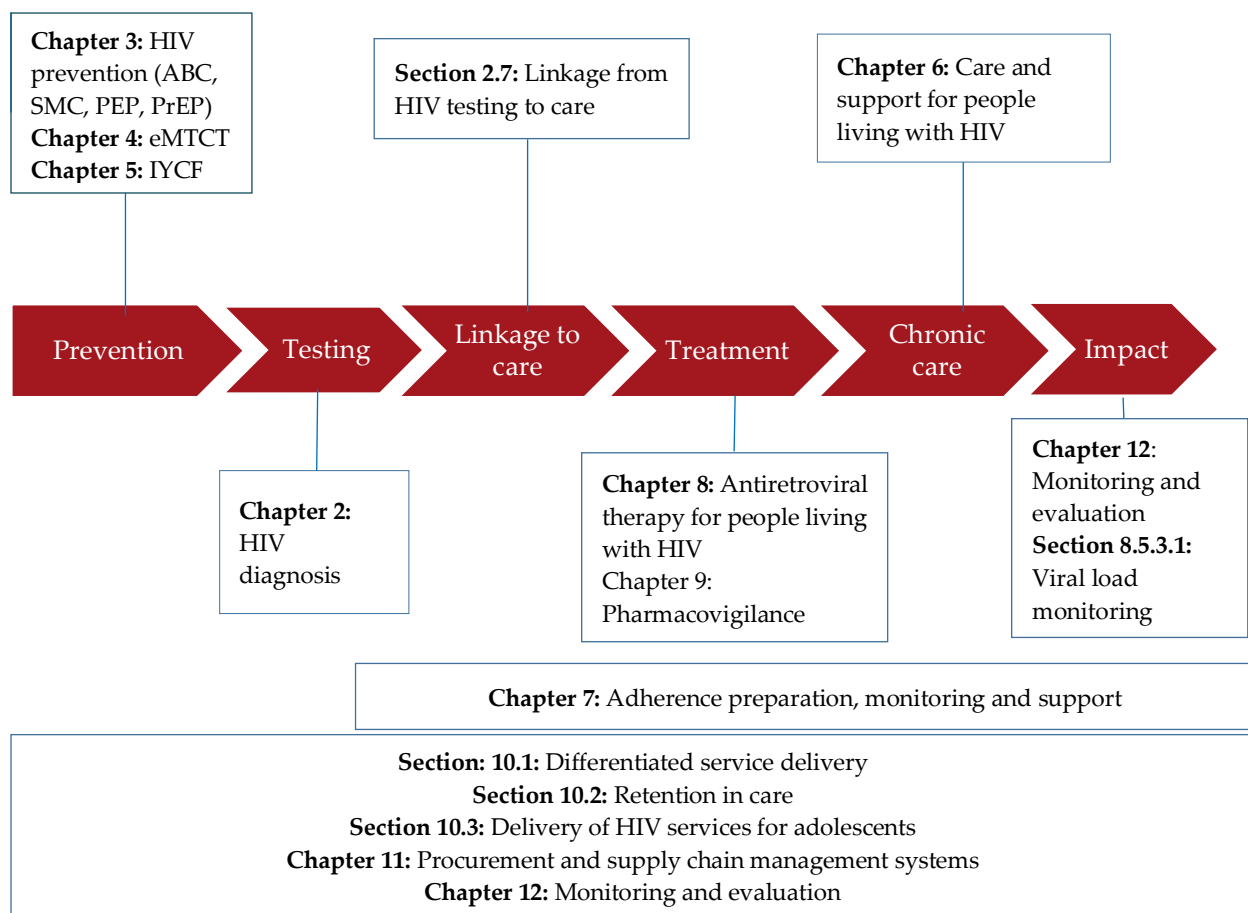 Chapter 3: HIV
prevention (ABC,
SMC, PEP, PrEP)
Chapter 4: eMTCT
Chapter 5: IYCF
Section 2.7: Linkage from
HIV testing to care
Chapter 6: Care and
support for people
living with HIV
Prevention
Testing
Linkage to
care
Treatment
Chronic
care
Impact
Chapter 2:
HIV
diagnosis
Chapter 8: Antiretroviral
therapy for people living
with HIV
Chapter 9:
Pharmacovigilance
Chapter 12:
Monitoring and
evaluation
Section 8.5.3.1:
Viral load
monitoring
Chapter 7: Adherence preparation, monitoring and support
Section: 10.1: Differentiated service delivery
Section 10.2: Retention in care
Section 10.3: Delivery of HIV services for adolescents
Chapter 11: Procurement and supply chain management systems
Chapter 12: Monitoring and evaluation